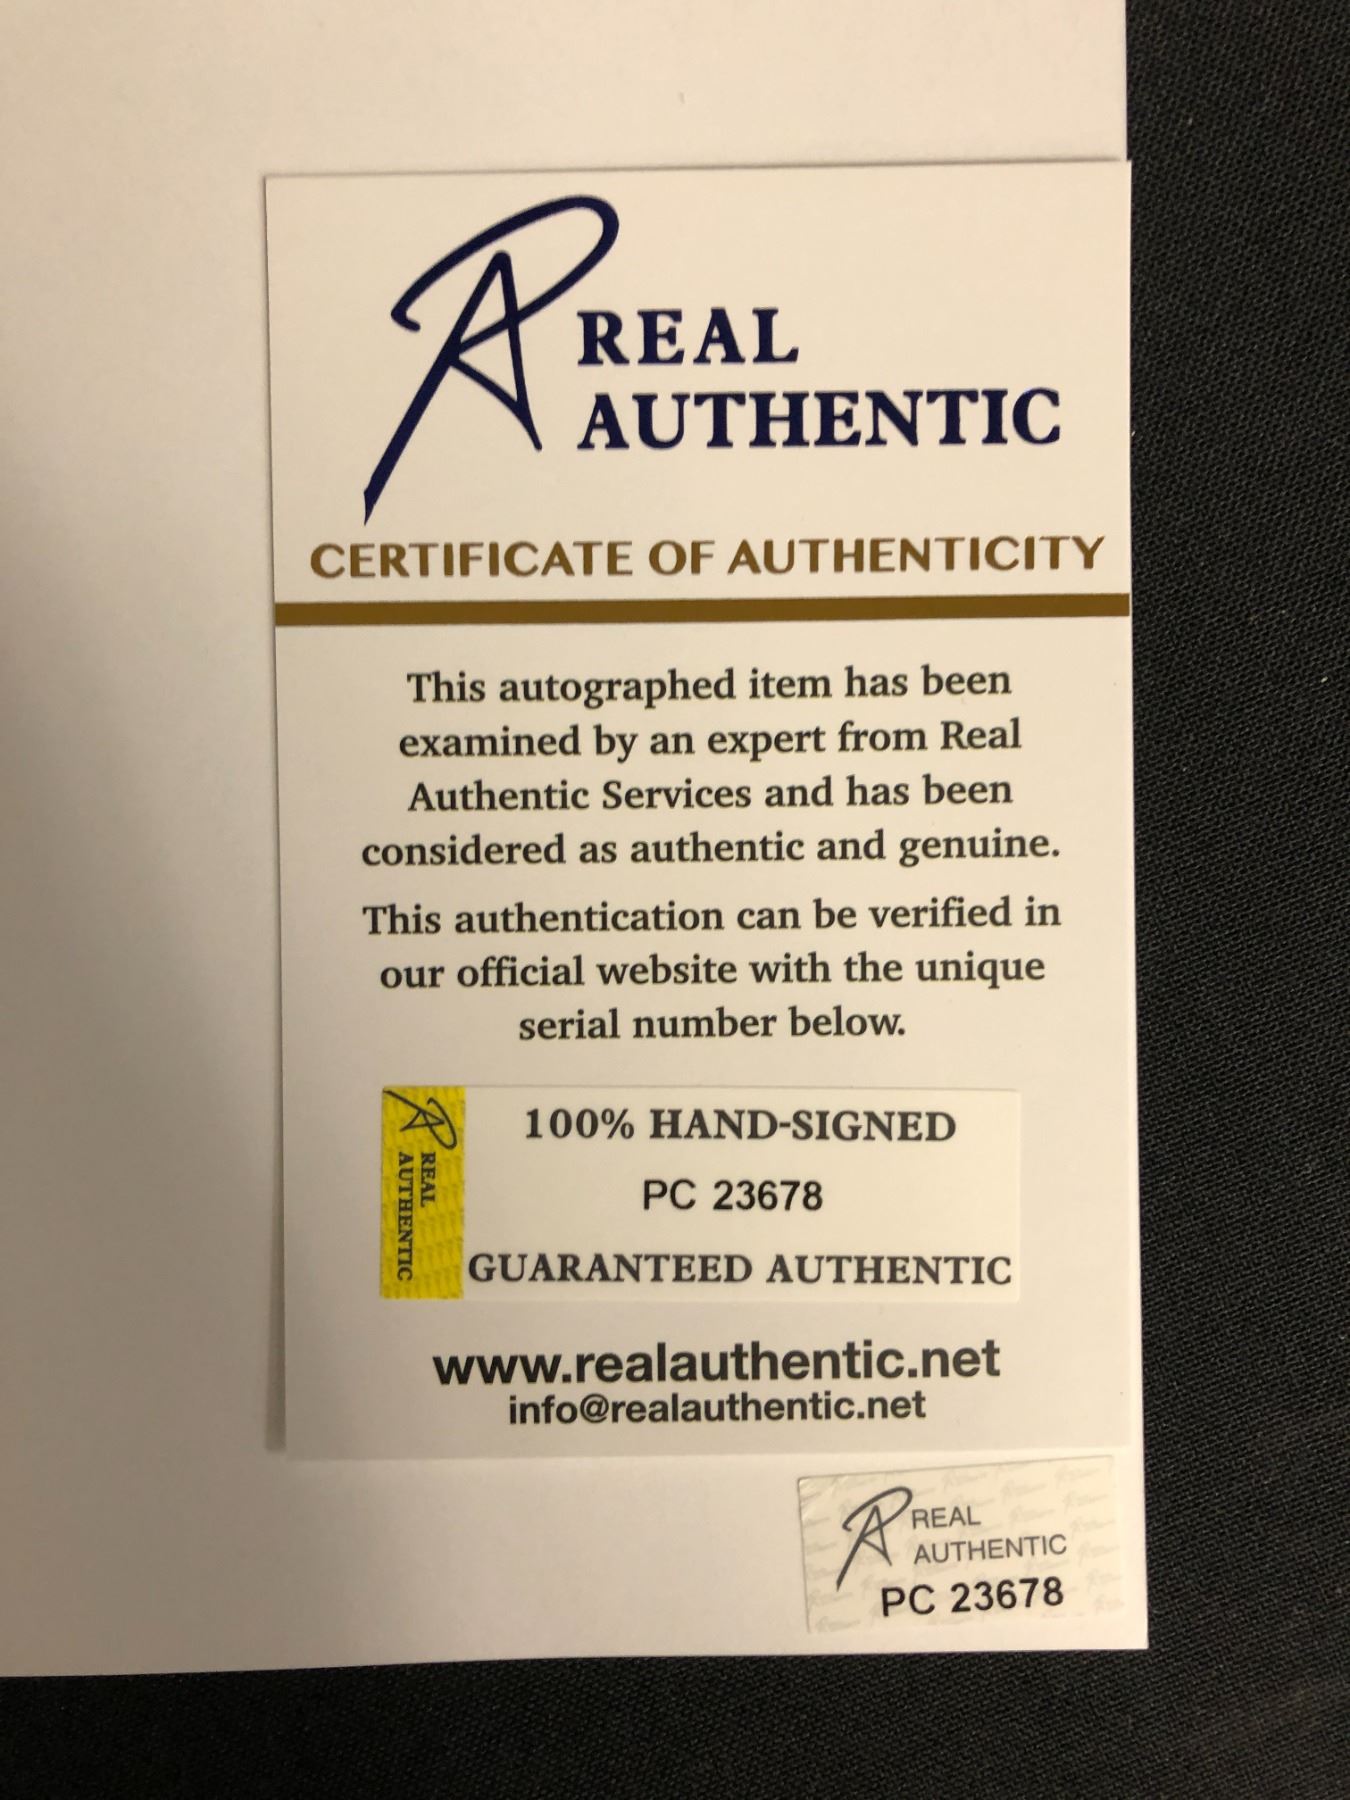 REAL
AUTHENTIC
CERTIFICATE OF AUTHENTICITY
This autographed item has been
examined by an expert from Real
Authentic Services and has been
considered as authentic and genuine.
This authentication can be verified in
our official website with the unique
serial number below.
REAL
AUTHENTIC
100% HAND-SIGNED
PC 23678
GUARANTEED AUTHENTIC
www.realauthentic.net
info@realauthentic.net
REAL
AUTHENTIC
PC 23678